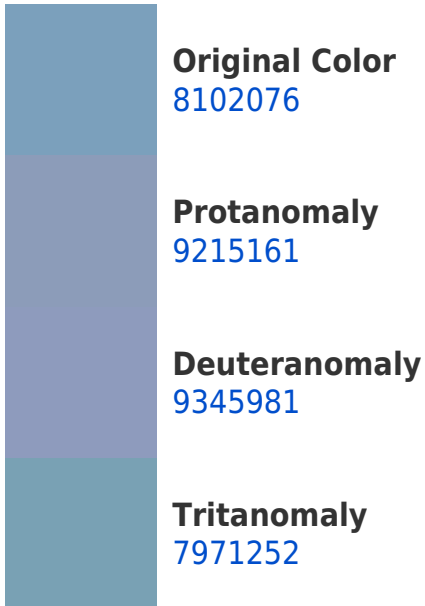 Original Color
8102076
Protanomaly
9215161
Deuteranomaly
9345981
Tritanomaly
7971252